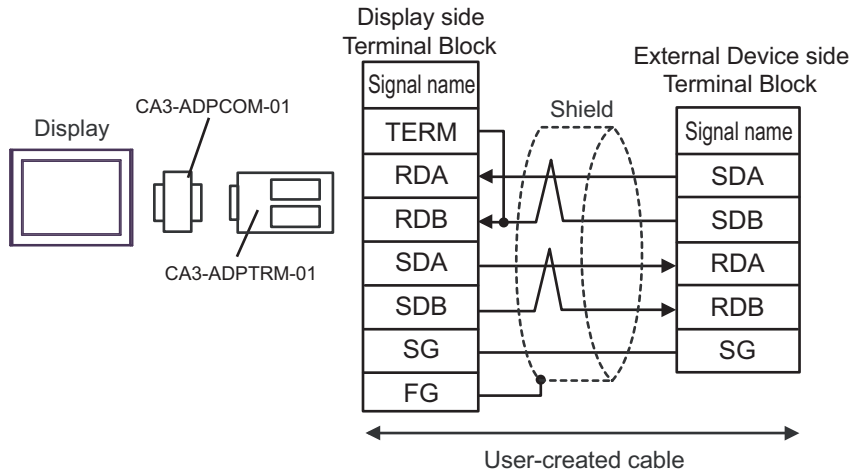 Display side
Terminal Block
Signal name
TERM
RDA
RDB
SDA
SDB
SG
FG
External Device side
Terminal Block
Signal name
SDA
SDB
RDA
RDB
SG
Shield
Display
CA3-ADPCOM-01
CA3-ADPTRM-01
User-created cable